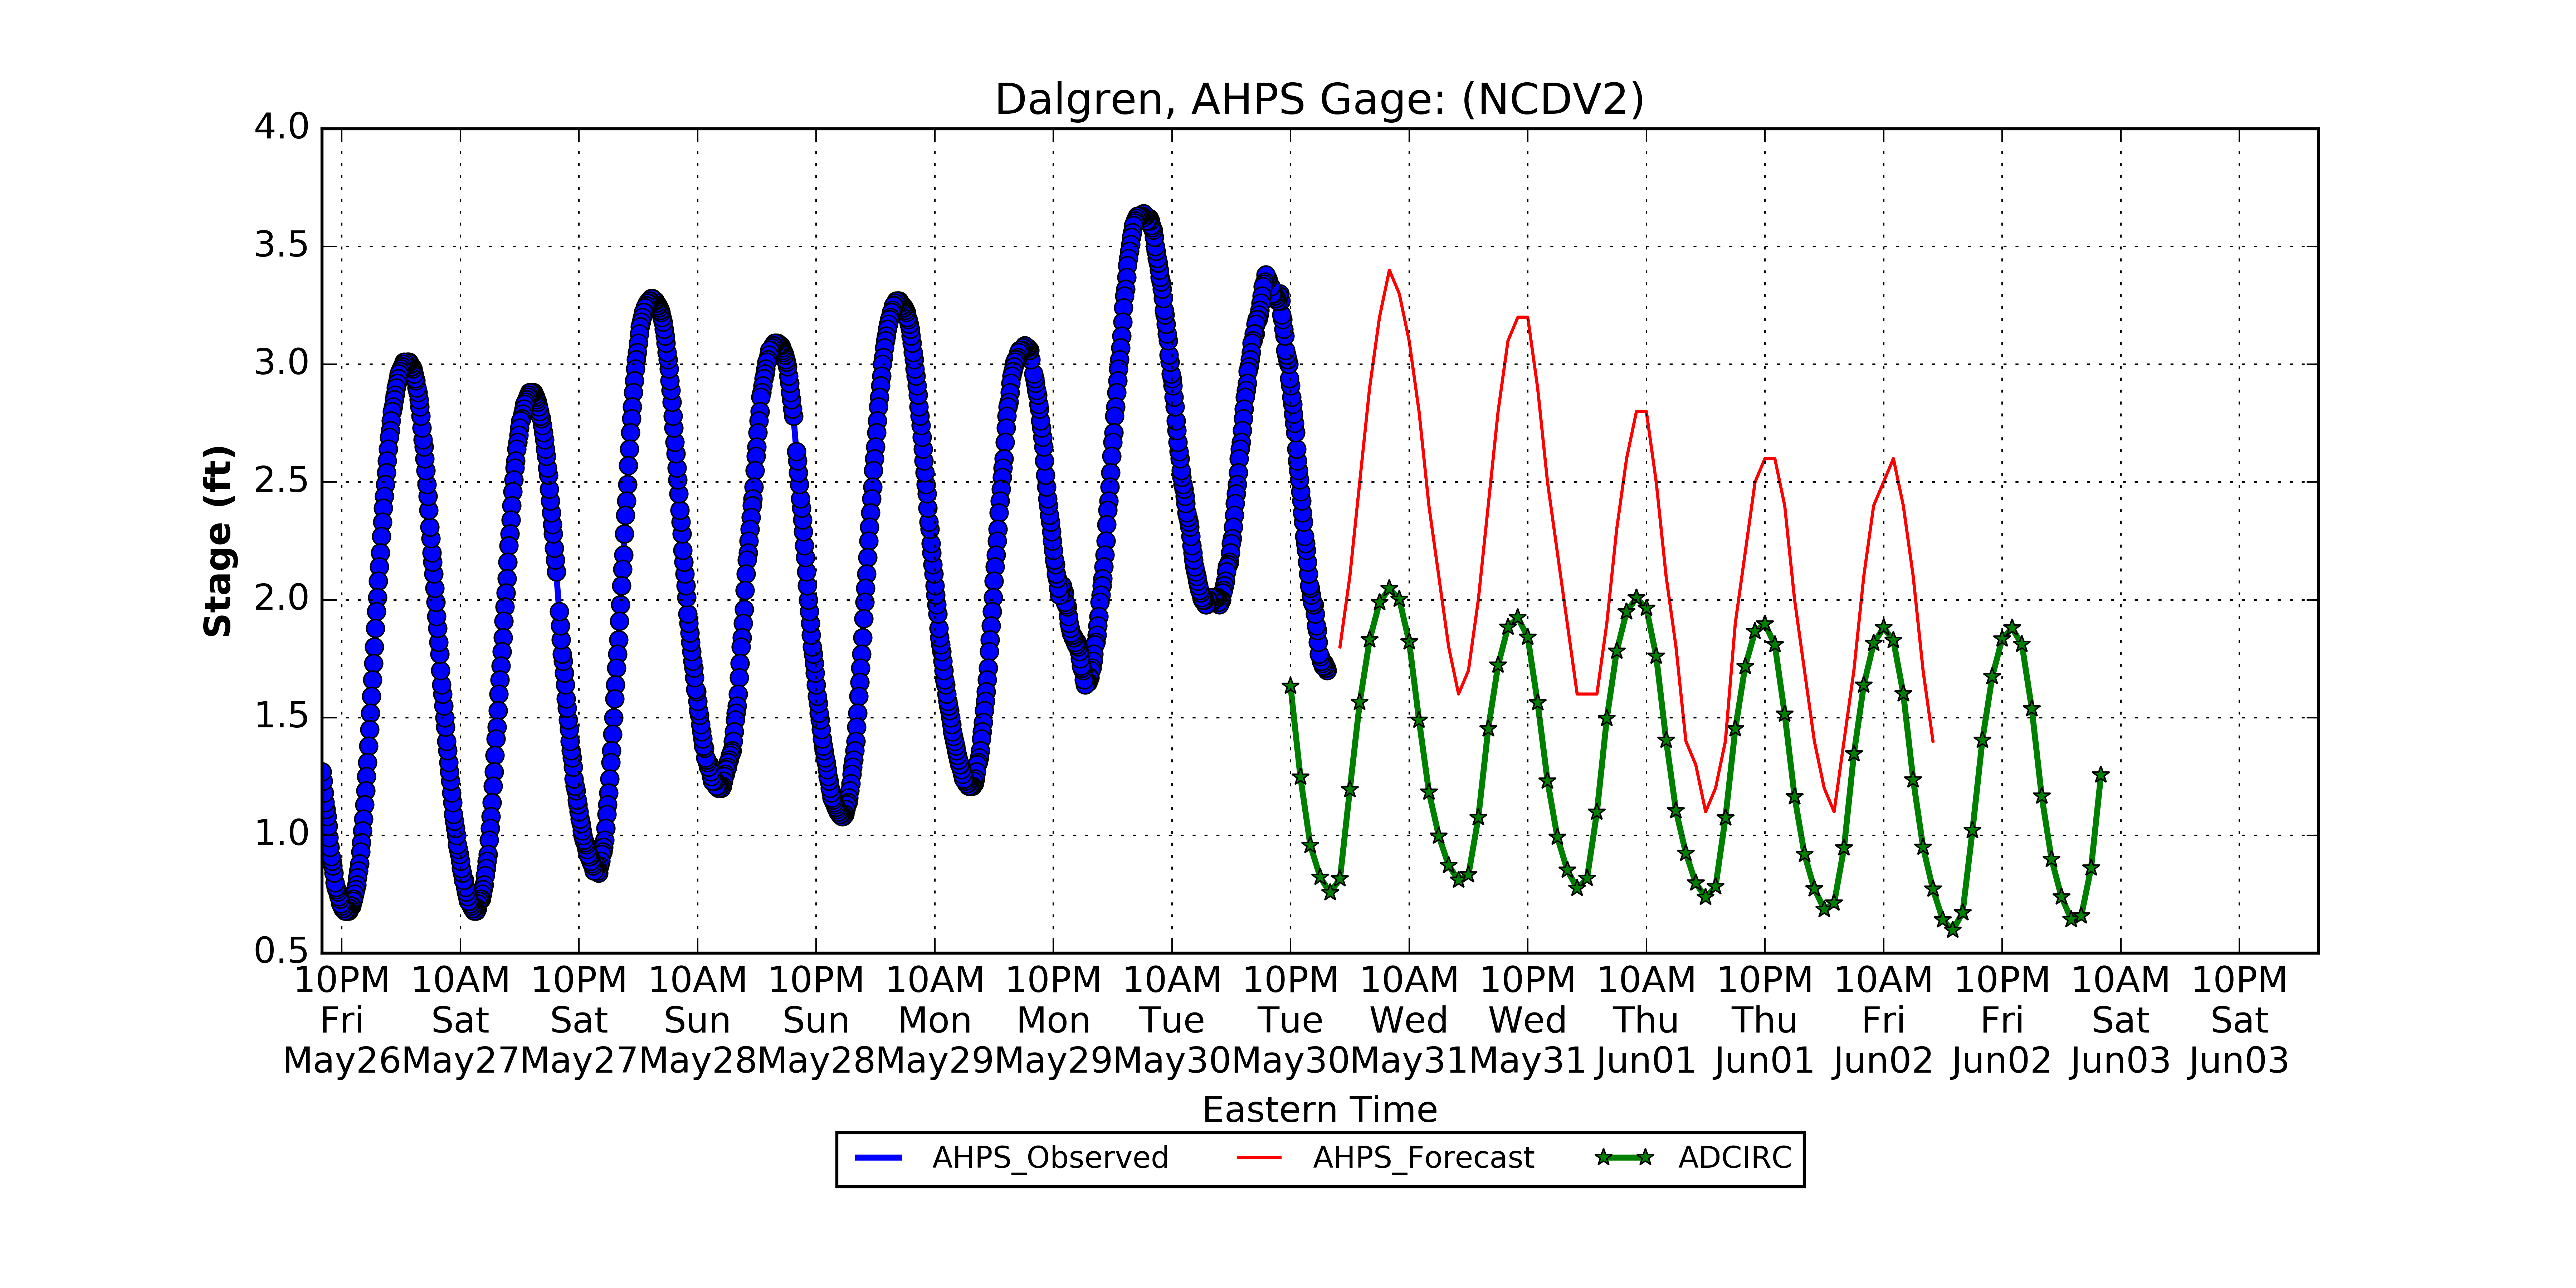 Dalgren, AHPS Gage: (NCDV2)
4.0
3.5
3.0
2.5
2.0
1.5
1.0
0.5
Stage (ft)
10PM 10AM 10PM 10AM 10PM 10AM 10PM 10AM 10PM 10AM 10PM 10AM 10PM 10AM 10PM 10AM 10PM
Fri Sat Sat Sun Sun Mon Mon Tue Tue Wed Wed Thu Thu Fri Fri Sat Sat
May26 May27 May27 May28 May28 May29 May29 May30 May30 May31 May31 Jun01 Jun01 Jun02 Jun02 Jun03 Jun03
Eastern Time
AHPS_Observed AHPS_Forecast ADCIRC